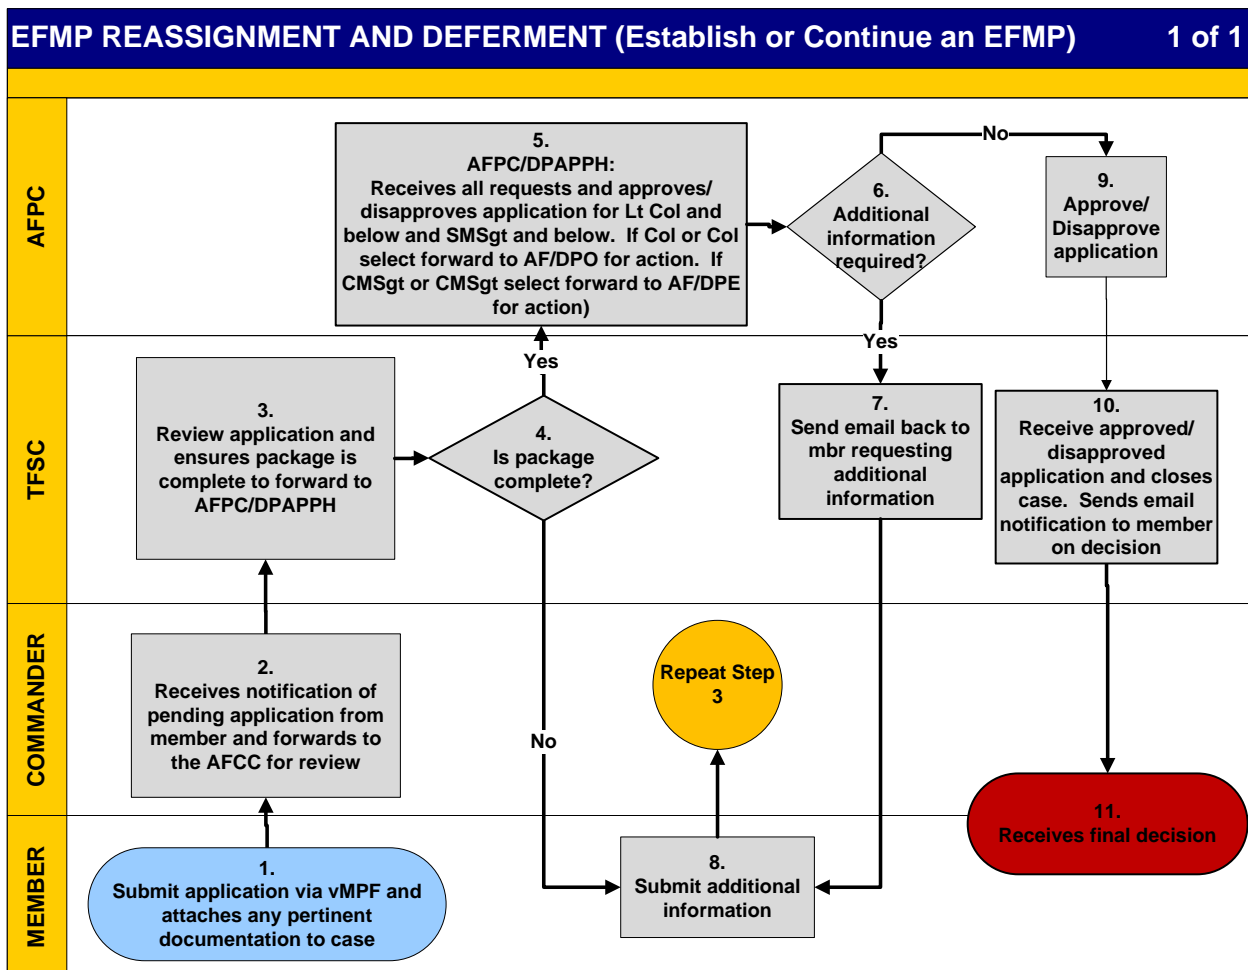 EFMP REASSIGNMENT AND DEFERMENT (Establish or Continue an EFMP) 1 of 1
AFPC
5.
AFPC/DPAPPH:
Receives all requests and approves/
disapproves application for Lt Col and
below and SMSgt and below. If Col or Col
select forward to AF/DPO for action. If
CMSgt or CMSgt select forward to AF/DPE
for action)
6.
Additional
information
required?
No
9.
Approve/
Disapprove
application
Yes
Yes
TFSC
3.
Review application and
ensures package is
complete to forward to
AFPC/DPAPPH
4.
Is package
complete?
7.
Send email back to
mbr requesting
additional
information
10.
Receive approved/
disapproved
application and closes
case. Sends email
notification to member
on decision
COMMANDER
2.
Receives notification of
pending application from
member and forwards to
the AFCC for review
No
Repeat Step
3
MEMBER
1.
Submit application via vMPF and
attaches any pertinent
documentation to case
8.
Submit additional
information
11.
Receives final decision